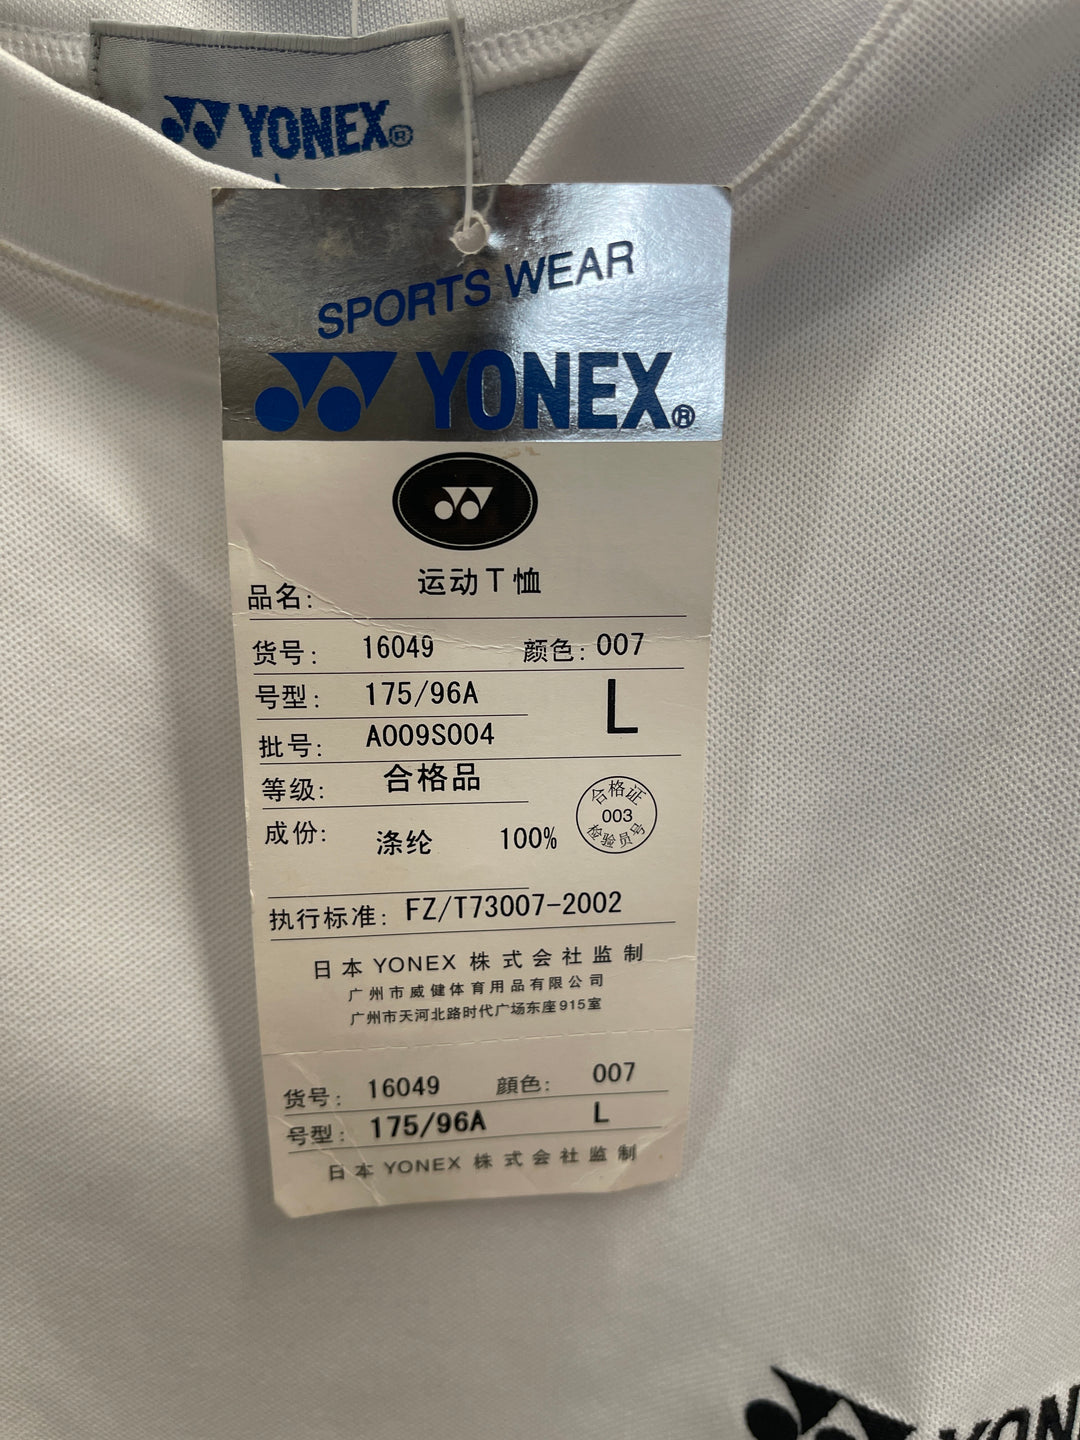 YONEX®
SPORTS WEAR
YONEX®
品名: 运动T恤
货号: 16049 颜色: 007
号型: 175/96A L
批号: A009S004
等级: 合格品
合格证
003
检验员号
成份: 涤纶 100%
执行标准: FZ/T73007-2002
日本 YONEX 株式会社监制
广州市威健体育用品有限公司
广州市天河北路时代广场东座915室
货号: 16049 顔色: 007
号型: 175/96A L
日本 YONEX 株式会社监制